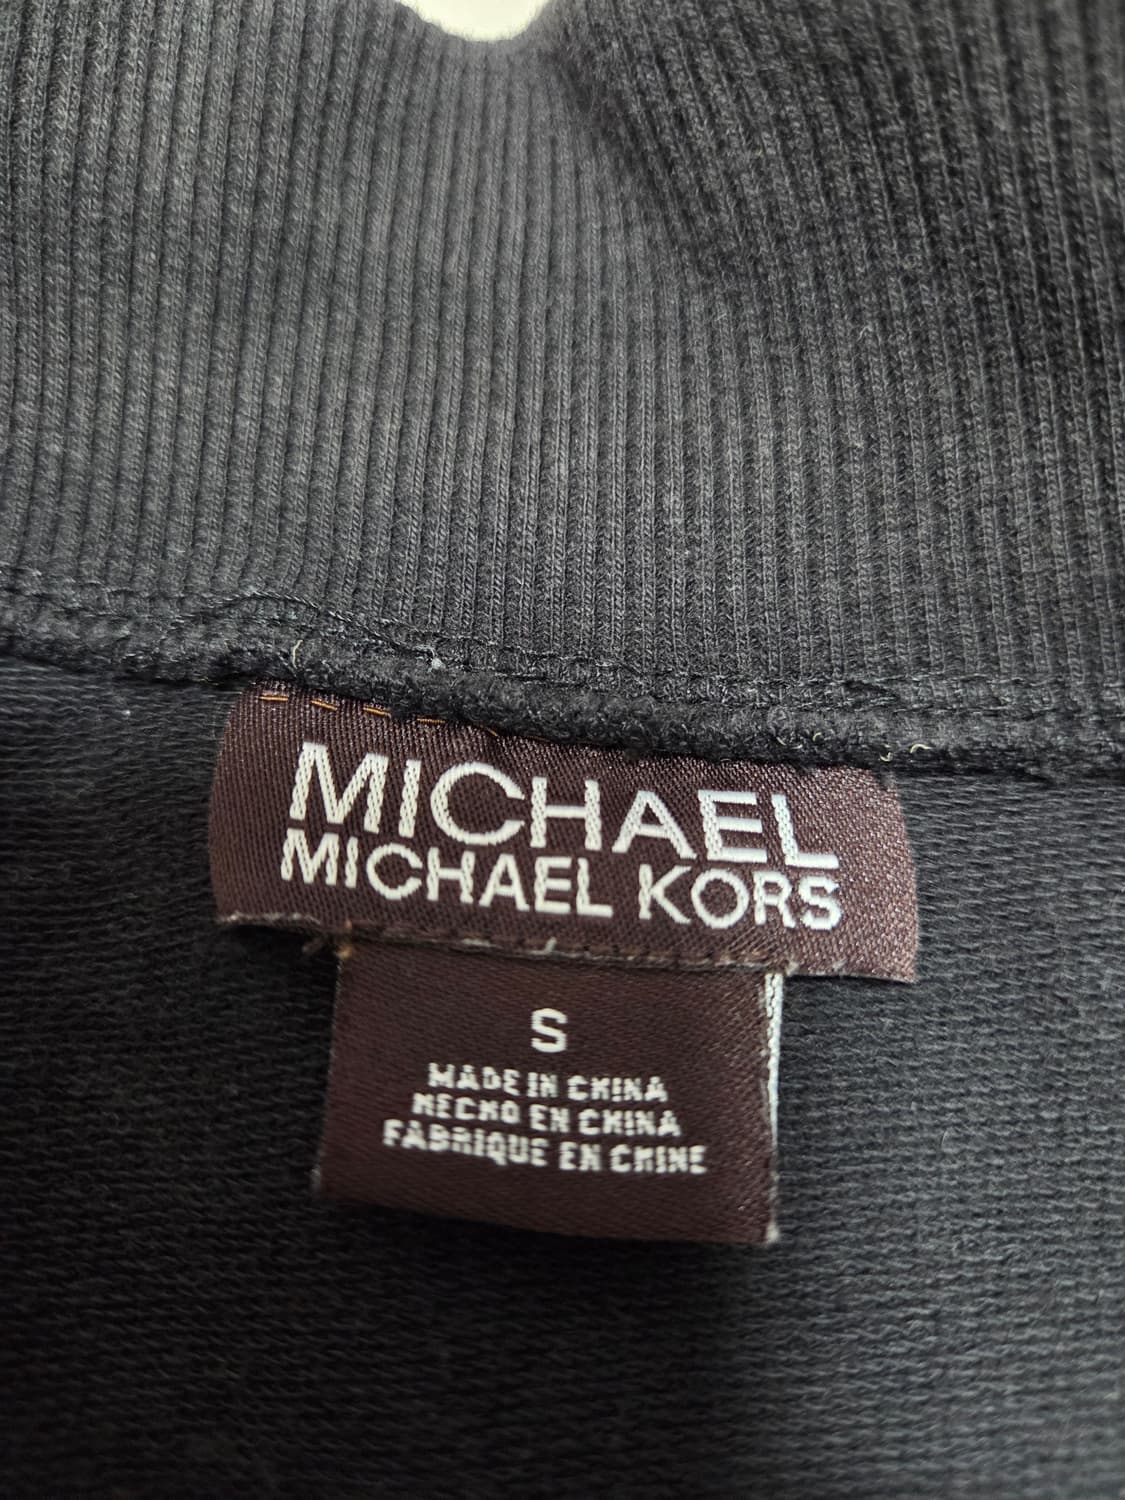 MICHAEL
MICHAEL KORS
S
MADE IN CHINA
HECHO EN CHINA
FABRIQUE EN CHINE